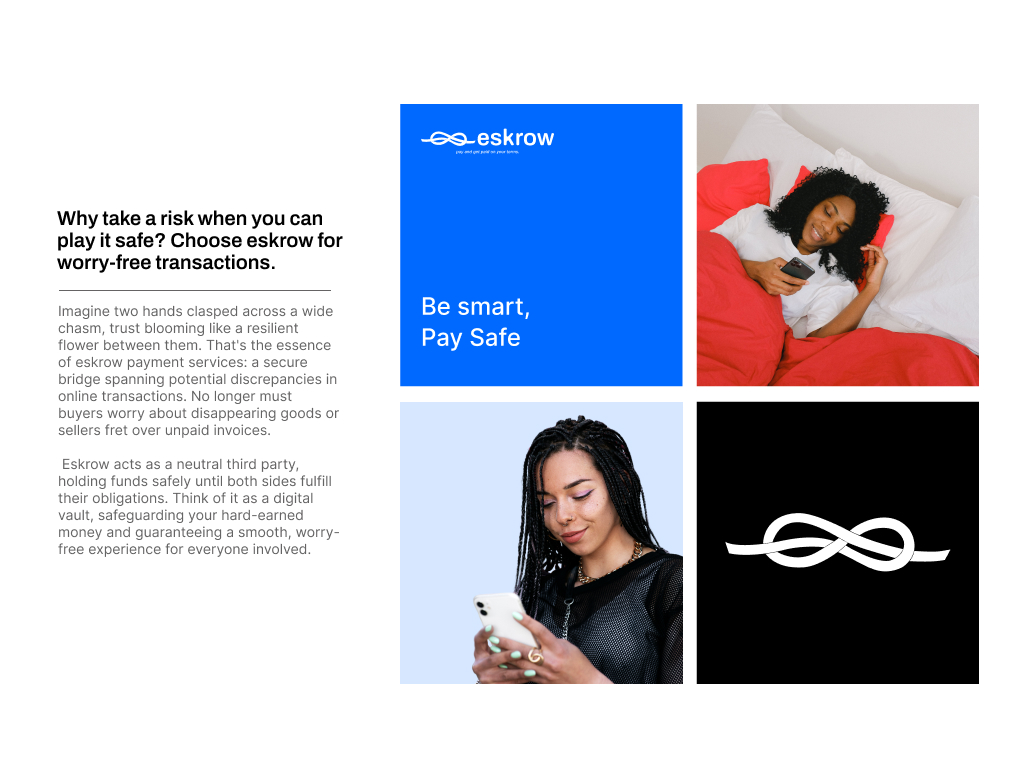 Why take a risk when you can
play it safe? Choose eskrow for
worry-free transactions.
Imagine two hands clasped across a wide
chasm, trust blooming like a resilient
flower between them. That's the essence
of eskrow payment services: a secure
bridge spanning potential discrepancies in
online transactions. No longer must
buyers worry about disappearing goods or
sellers fret over unpaid invoices.
Eskrow acts as a neutral third party,
holding funds safely until both sides fulfill
their obligations. Think of it as a digital
vault, safeguarding your hard-earned
money and guaranteeing a smooth, worry-
free experience for everyone involved.
eskrow
pay and get paid on your terms.
Be smart,
Pay Safe